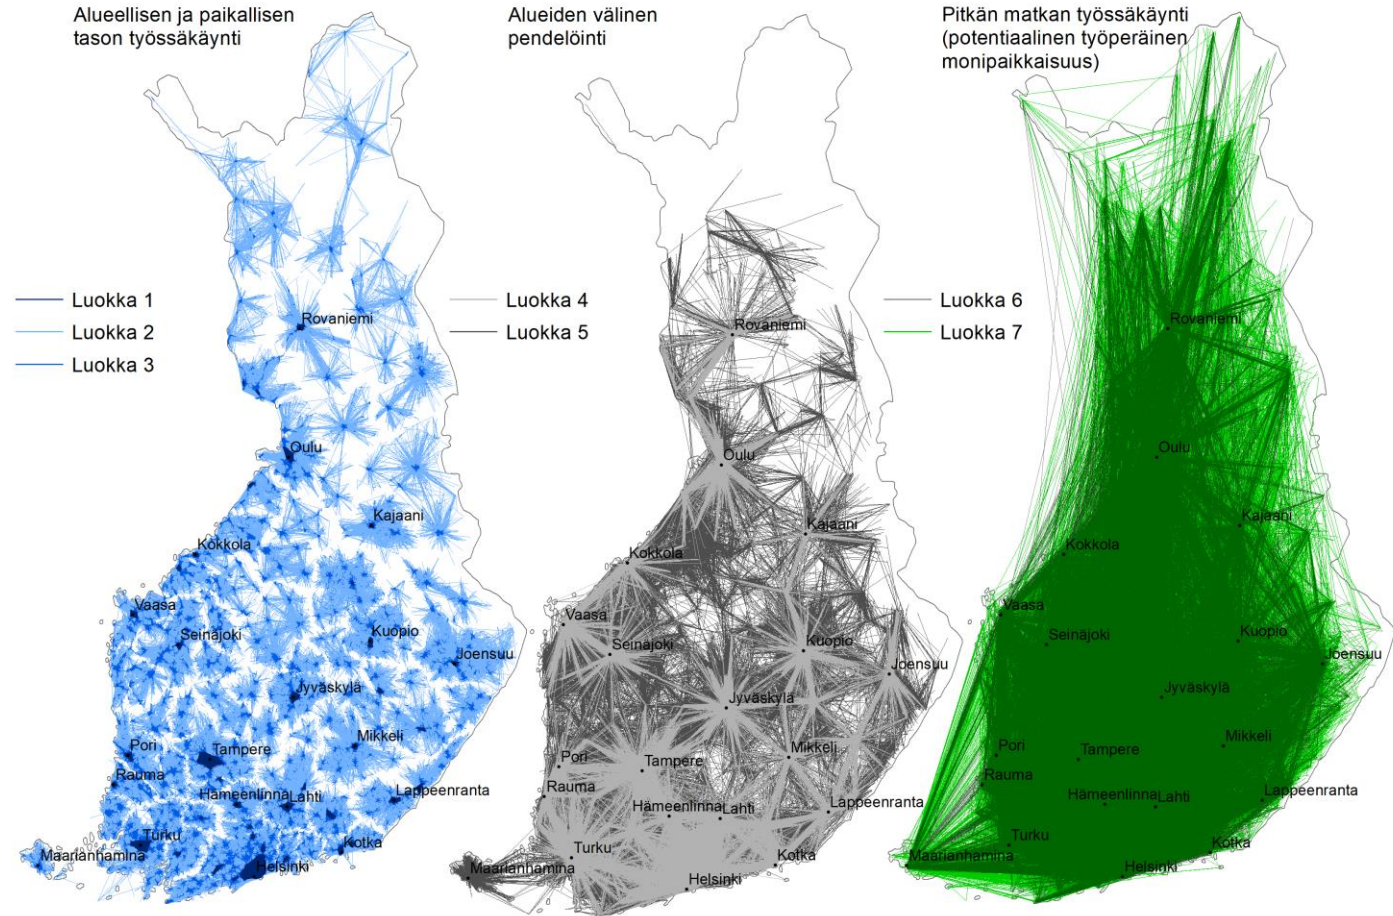 Alueellisen ja paikallisen
tason työssäkäynti
Luokka 1
Luokka 2
Luokka 3
Rovaniemi
Oulu
Kajaani
Kokkola
Vaasa
Seinäjoki
Kuopio
Joensuu
Jyväskylä
Mikkeli
Pori
Tampere
Rauma
Hämeenlinna
Lahti
Lappeenranta
Turku
Kotka
Maarianhamina
Helsinki
Alueiden välinen
pendelöinti
Luokka 4
Luokka 5
Rovaniemi
Oulu
Kajaani
Kokkola
Vaasa
Seinäjoki
Kuopio
Joensuu
Jyväskylä
Mikkeli
Pori
Tampere
Rauma
Hämeenlinna
Lahti
Lappeenranta
Turku
Kotka
Maarianhamina
Helsinki
Pitkän matkan työssäkäynti
(potentiaalinen työperäinen
monipaikkaisuus)
Luokka 6
Luokka 7
Rovaniemi
Oulu
Kajaani
Kokkola
Vaasa
Seinäjoki
Kuopio
Joensuu
Jyväskylä
Mikkeli
Pori
Tampere
Rauma
Hämeenlinna
Lahti
Lappeenranta
Turku
Kotka
Maarianhamina
Helsinki